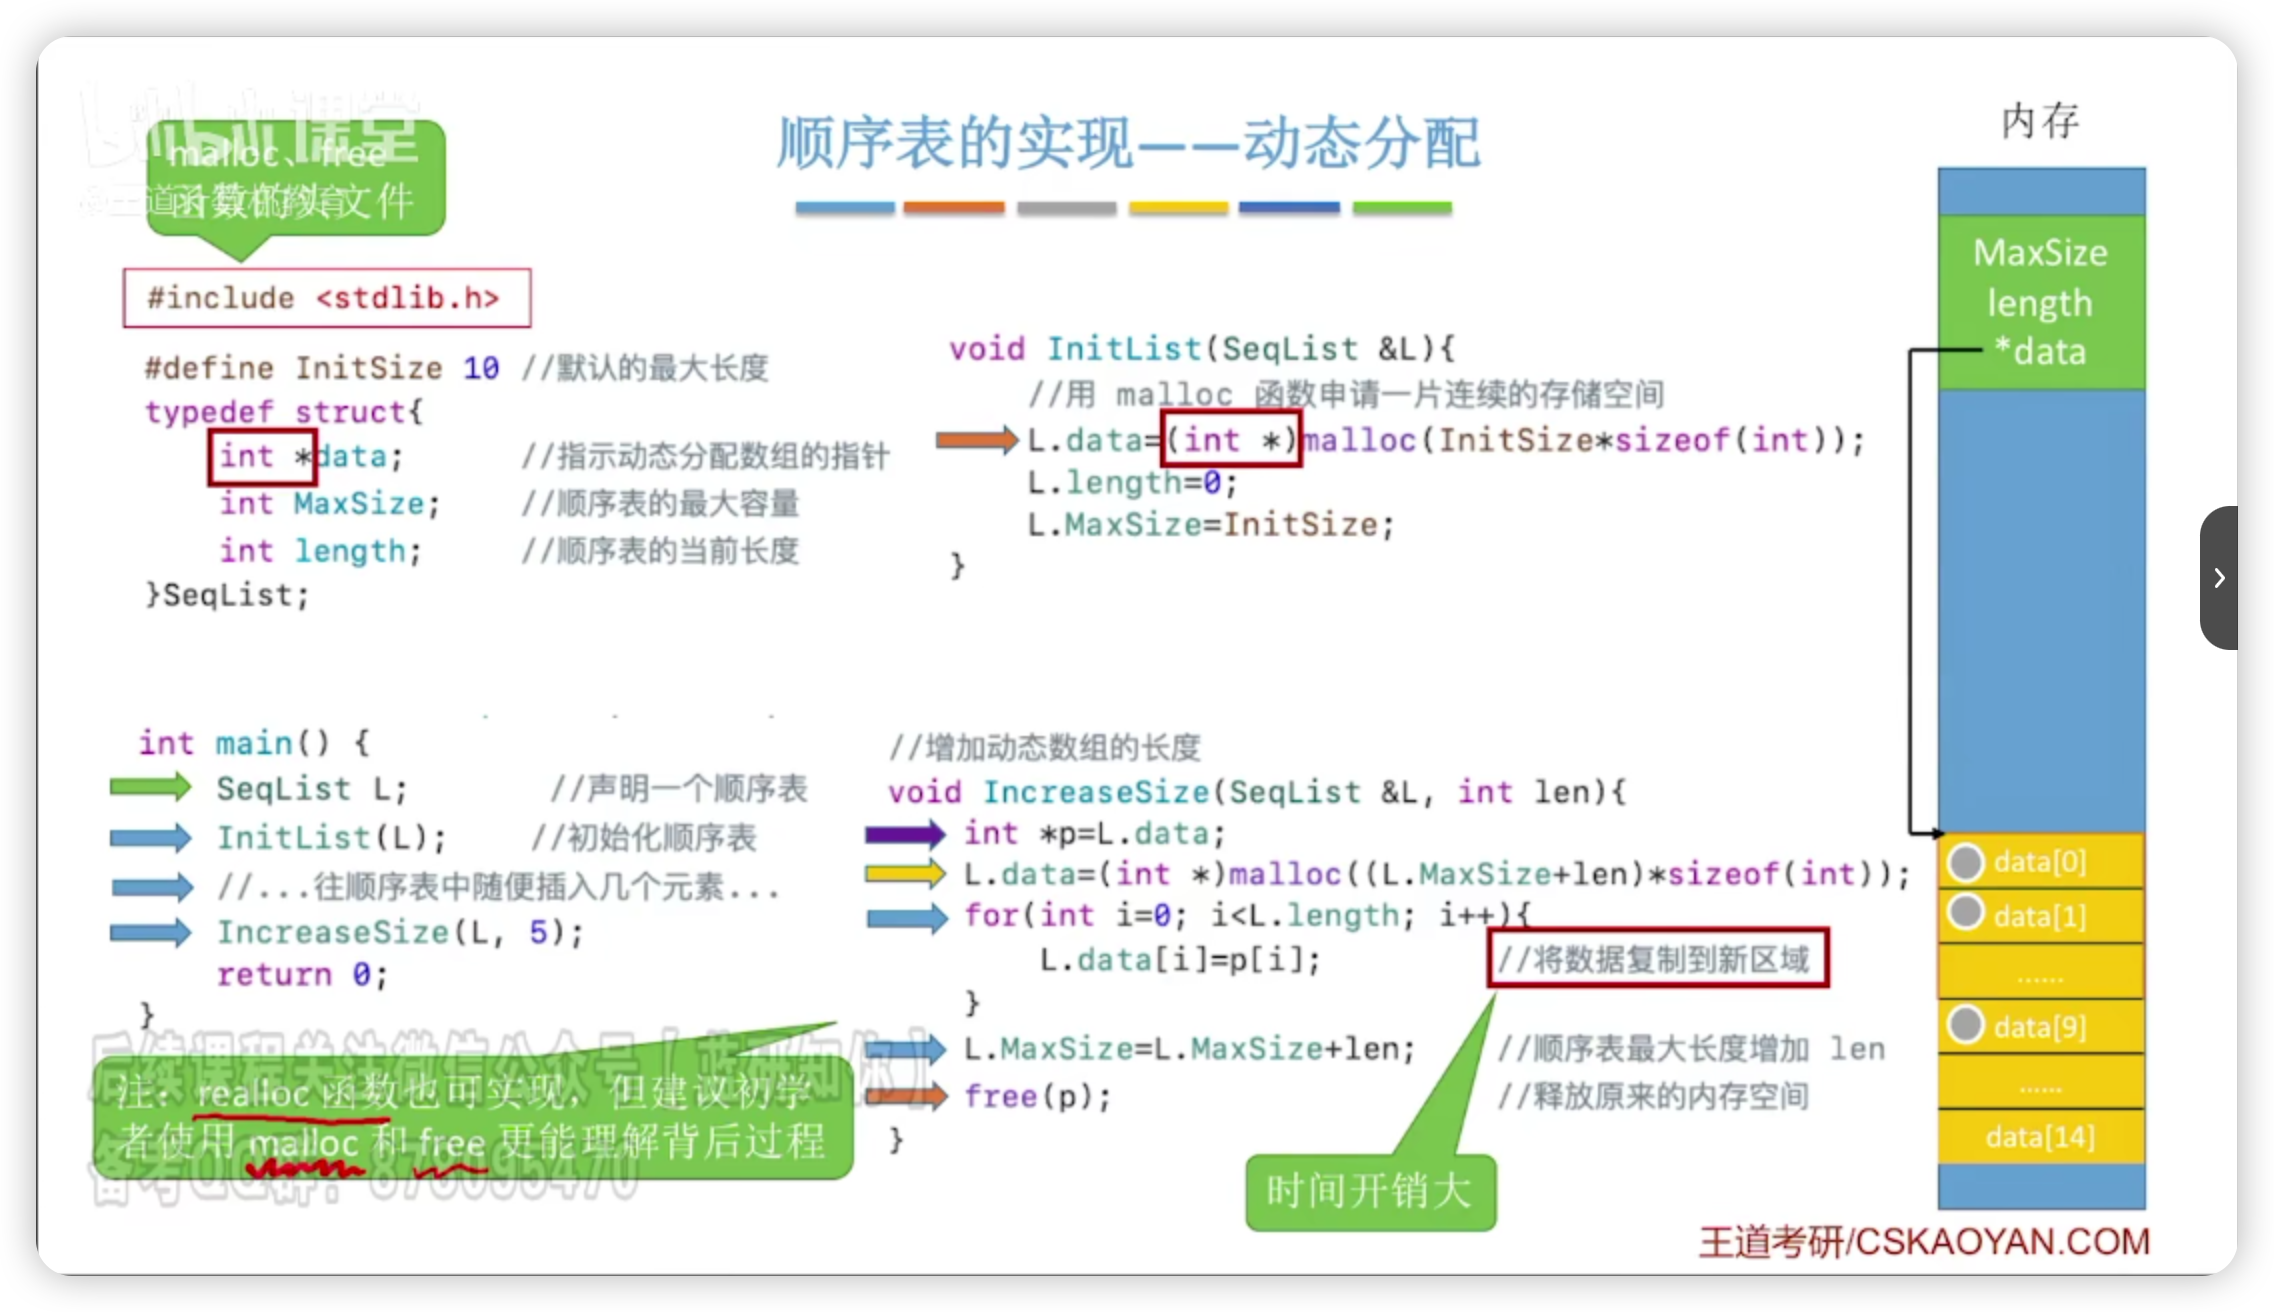 顺序表的实现——动态分配
malloc、free
函数的头文件
#include <stdlib.h>
#define InitSize 10 //默认的最大长度
typedef struct{
int *data; //指示动态分配数组的指针
int MaxSize; //顺序表的最大容量
int length; //顺序表的当前长度
}SeqList;
void InitList(SeqList &L){
//用 malloc 函数申请一片连续的存储空间
L.data=(int *)malloc(InitSize*sizeof(int));
L.length=0;
L.MaxSize=InitSize;
}
int main() {
SeqList L; //声明一个顺序表
InitList(L); //初始化顺序表
//...往顺序表中随便插入几个元素...
IncreaseSize(L, 5);
return 0;
}
后续课程关注微信公众号
注：realloc 函数也可实现，但建议初学
者使用 malloc 和 free 更能理解背后过程
//增加动态数组的长度
void IncreaseSize(SeqList &L, int len){
int *p=L.data;
L.data=(int *)malloc((L.MaxSize+len)*sizeof(int));
for(int i=0; i<L.length; i++){
L.data[i]=p[i]; //将数据复制到新区域
}
L.MaxSize=L.MaxSize+len; //顺序表最大长度增加 len
free(p); //释放原来的内存空间
}
时间开销大
内存
MaxSize
length
*data
data[0]
data[1]
......
data[9]
......
data[14]
王道考研/CSKAOYAN.COM